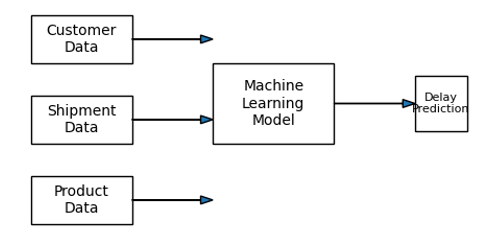 Customer
Data
Shipment
Data
Product
Data
Machine
Learning
Model
Delay
Prediction